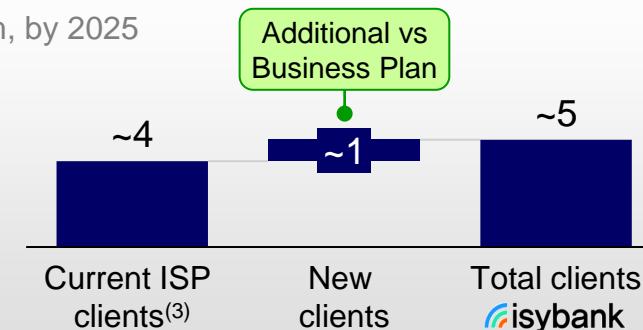 n, by 2025
Additional vs
Business Plan
~4
~1
~5
Current ISP
clients(3)
New
clients
Total clients
isybank